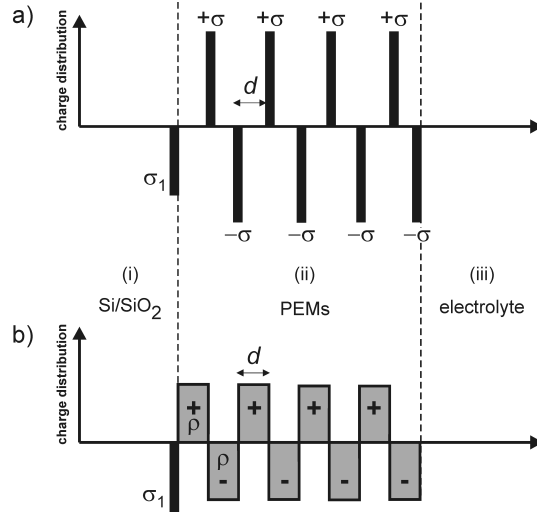 a)
charge distribution
+σ +σ +σ +σ
d
σ₁
−σ −σ −σ −σ
(i) (ii) (iii)
Si/SiO₂ PEMs electrolyte
b)
charge distribution
d
+ + + +
ρ
ρ
- - - -
σ₁